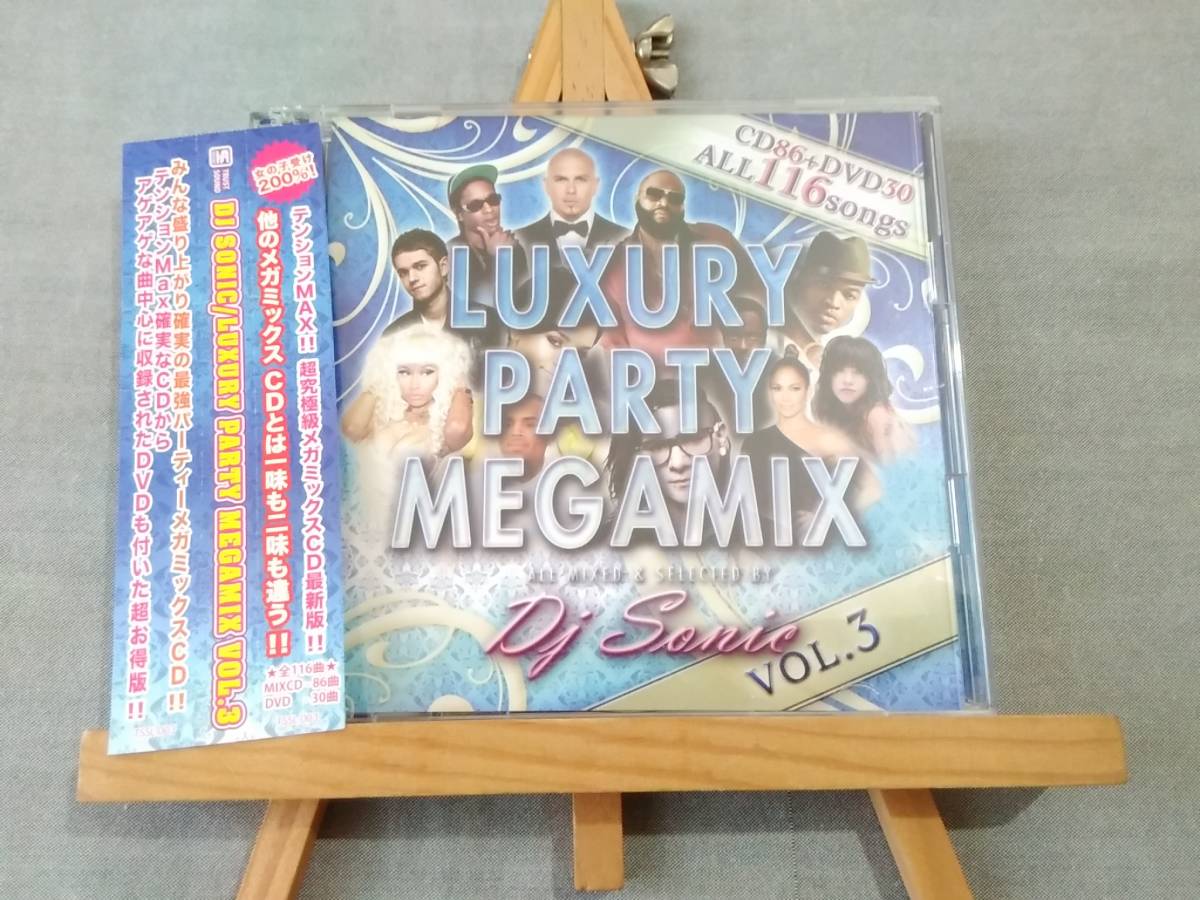 みんな盛り上がり確実の最強パーティーメガミックスCD!!
テンションMax確実なCDから
アゲアゲな曲中心に収録されたDVDも付いた超お得版!!
TRUST SOUND
DJ SONIC/LUXURY PARTY MEGAMIX VOL.3
女の子受け
200%!
テンションMAX!! 超究極級メガミックスCD最新版!!
他のメガミックスCDとは一味も二味も違う!!
★全116曲★
MIXCD 86曲
DVD 30曲
CD86+DVD30
ALL116songs
LUXURY
PARTY
MEGAMIX
ALL MIXED & SELECTED BY
Dj Sonic
VOL.3